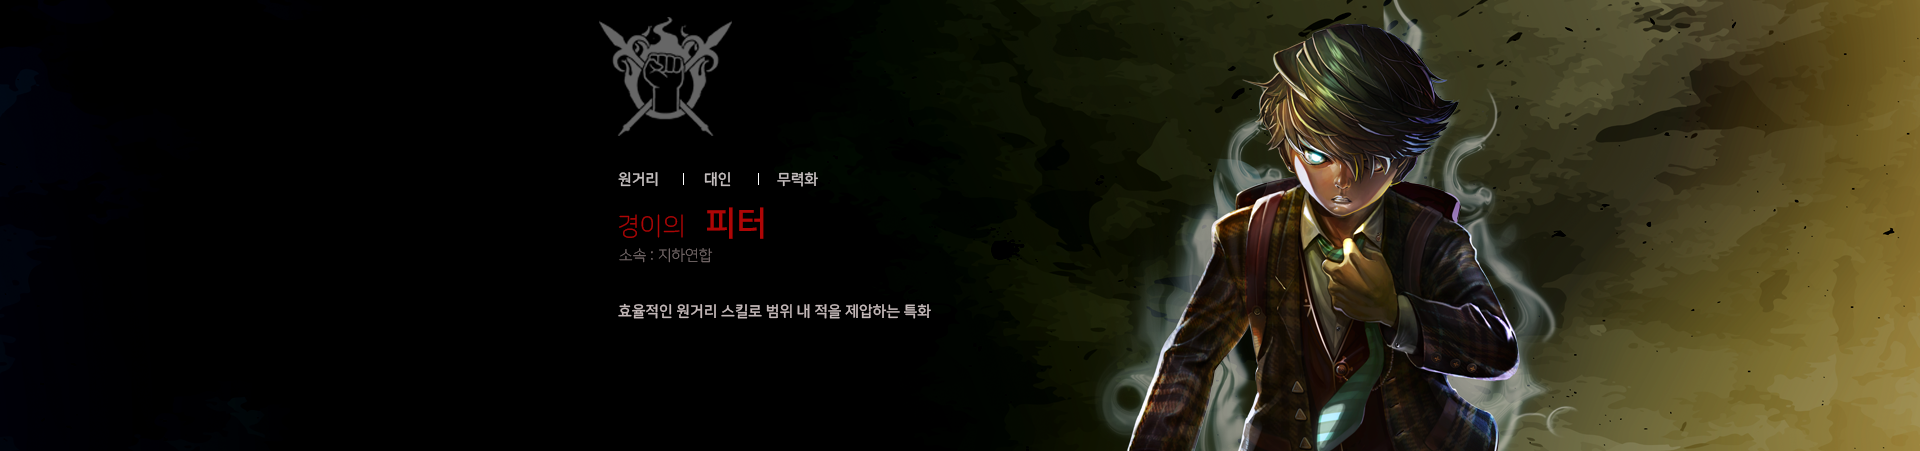 원거리 | 대인 | 무력화
경이의 피터
소속 : 지하연합
효율적인 원거리 스킬로 범위 내 적을 제압하는 특화